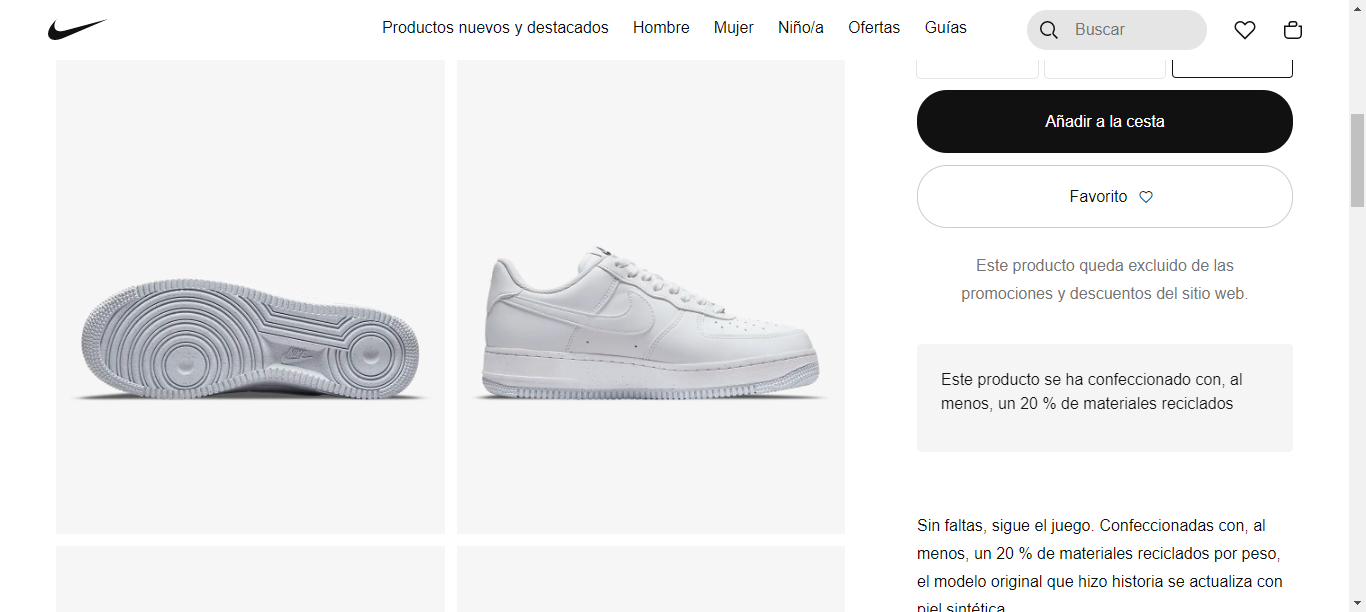 Productos nuevos y destacados Hombre Mujer Niño/a Ofertas Guías Buscar
Añadir a la cesta
Favorito
Este producto queda excluido de las
promociones y descuentos del sitio web.
Este producto se ha confeccionado con, al
menos, un 20 % de materiales reciclados
Sin faltas, sigue el juego. Confeccionadas con, al
menos, un 20 % de materiales reciclados por peso,
el modelo original que hizo historia se actualiza con
piel sintética